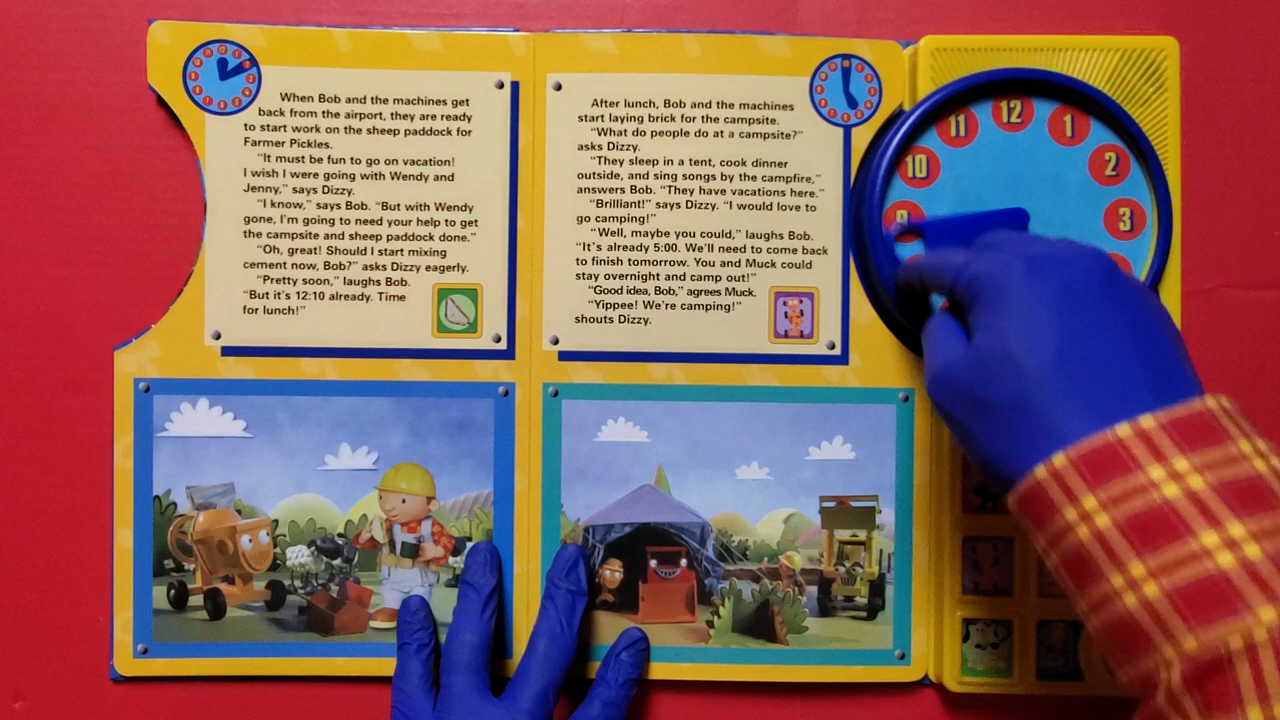 When Bob and the machines get
back from the airport, they are ready
to start work on the sheep paddock for
Farmer Pickles.
"It must be fun to go on vacation!
I wish I were going with Wendy and
Jenny," says Dizzy.
"I know," says Bob. "But with Wendy
gone, I'm going to need your help to get
the campsite and sheep paddock done."
"Oh, great! Should I start mixing
cement now, Bob?" asks Dizzy eagerly.
"Pretty soon," laughs Bob.
"But it's 12:10 already. Time
for lunch!"
After lunch, Bob and the machines
start laying brick for the campsite.
"What do people do at a campsite?"
asks Dizzy.
"They sleep in a tent, cook dinner
outside, and sing songs by the campfire,"
answers Bob. "They have vacations here."
"Brilliant!" says Dizzy. "I would love to
go camping!"
"Well, maybe you could," laughs Bob.
"It's already 5:00. We'll need to come back
to finish tomorrow. You and Muck could
stay overnight and camp out!"
"Good idea, Bob," agrees Muck.
"Yippee! We're camping!"
shouts Dizzy.
12
11
1
10
2
9
3